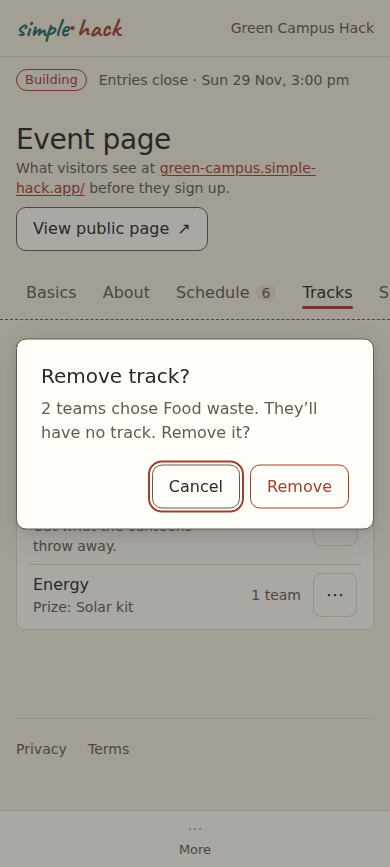 simple·hack
Green Campus Hack
Building
Entries close · Sun 29 Nov, 3:00 pm
Event page
What visitors see at green-campus.simple-
hack.app/ before they sign up.
View public page ↗
Basics
About
Schedule 6
Tracks
S
Remove track?
2 teams chose Food waste. They’ll
have no track. Remove it?
Cancel
Remove
throw away.
Energy
1 team
Prize: Solar kit
Privacy
Terms
More